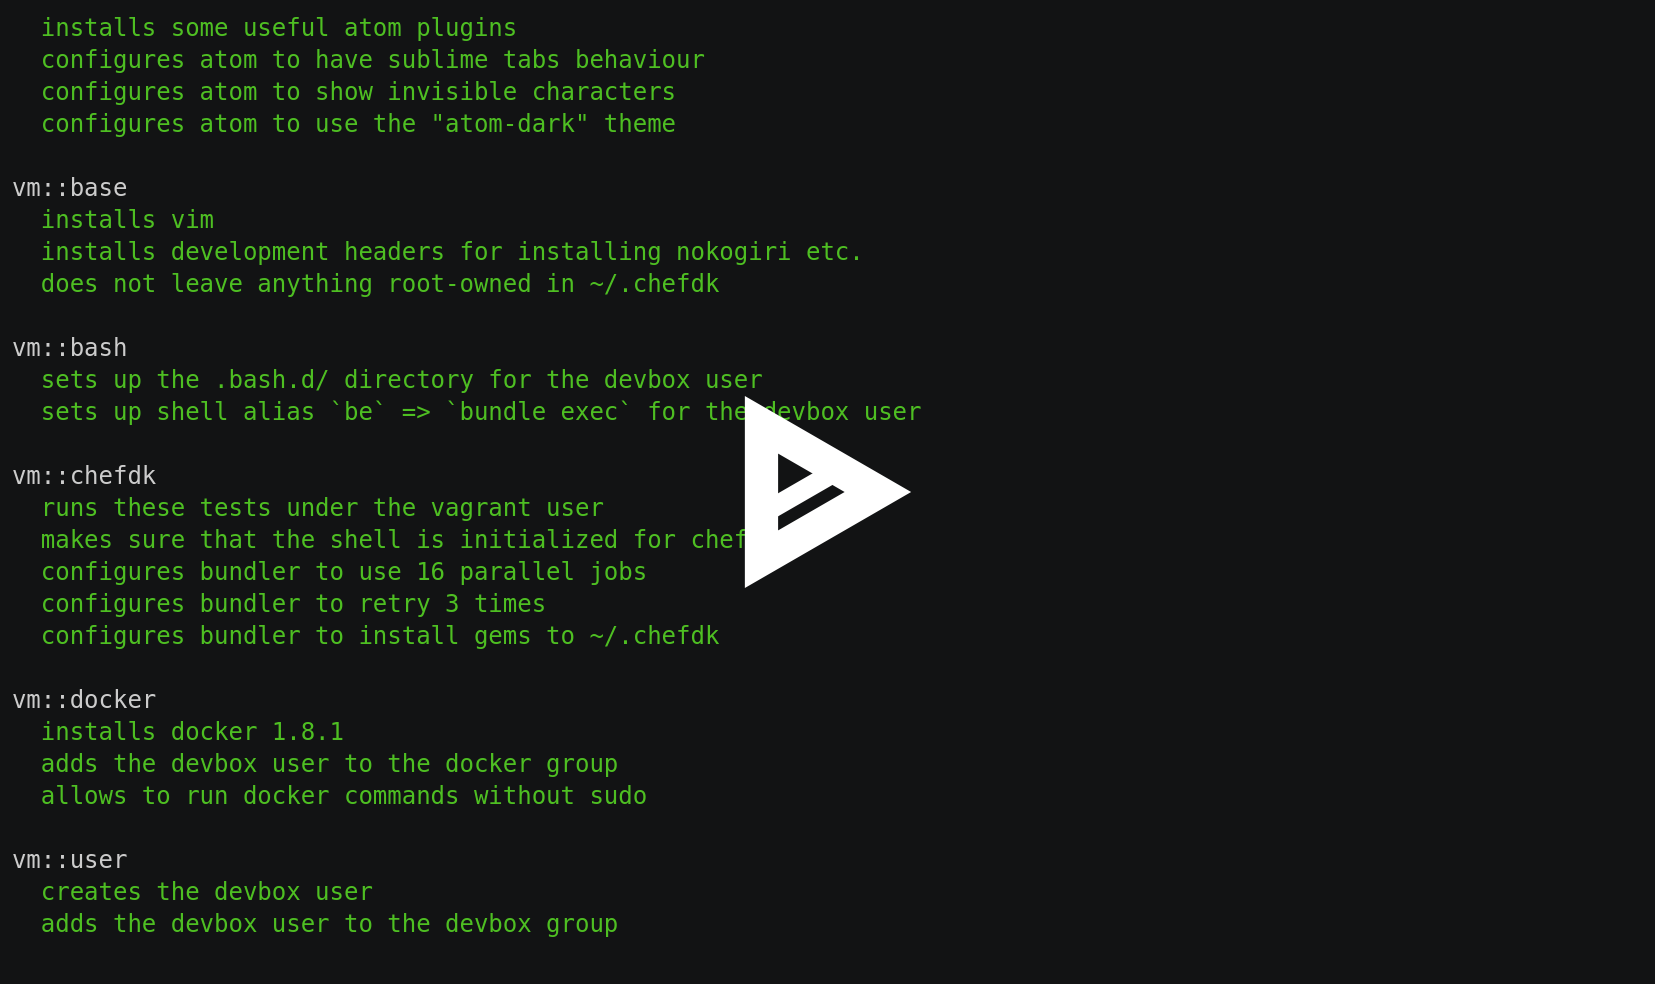 installs some useful atom plugins
configures atom to have sublime tabs behaviour
configures atom to show invisible characters
configures atom to use the "atom-dark" theme
vm::base
installs vim
installs development headers for installing nokogiri etc.
does not leave anything root-owned in ~/.chefdk
vm::bash
sets up the .bash.d/ directory for the devbox user
sets up shell alias `be` => `bundle exec` for the devbox user
vm::chefdk
runs these tests under the vagrant user
makes sure that the shell is initialized for
configures bundler to use 16 parallel jobs
configures bundler to retry 3 times
configures bundler to install gems to ~/.chefdk
vm::docker
installs docker 1.8.1
adds the devbox user to the docker group
allows to run docker commands without sudo
vm::user
creates the devbox user
adds the devbox user to the devbox group